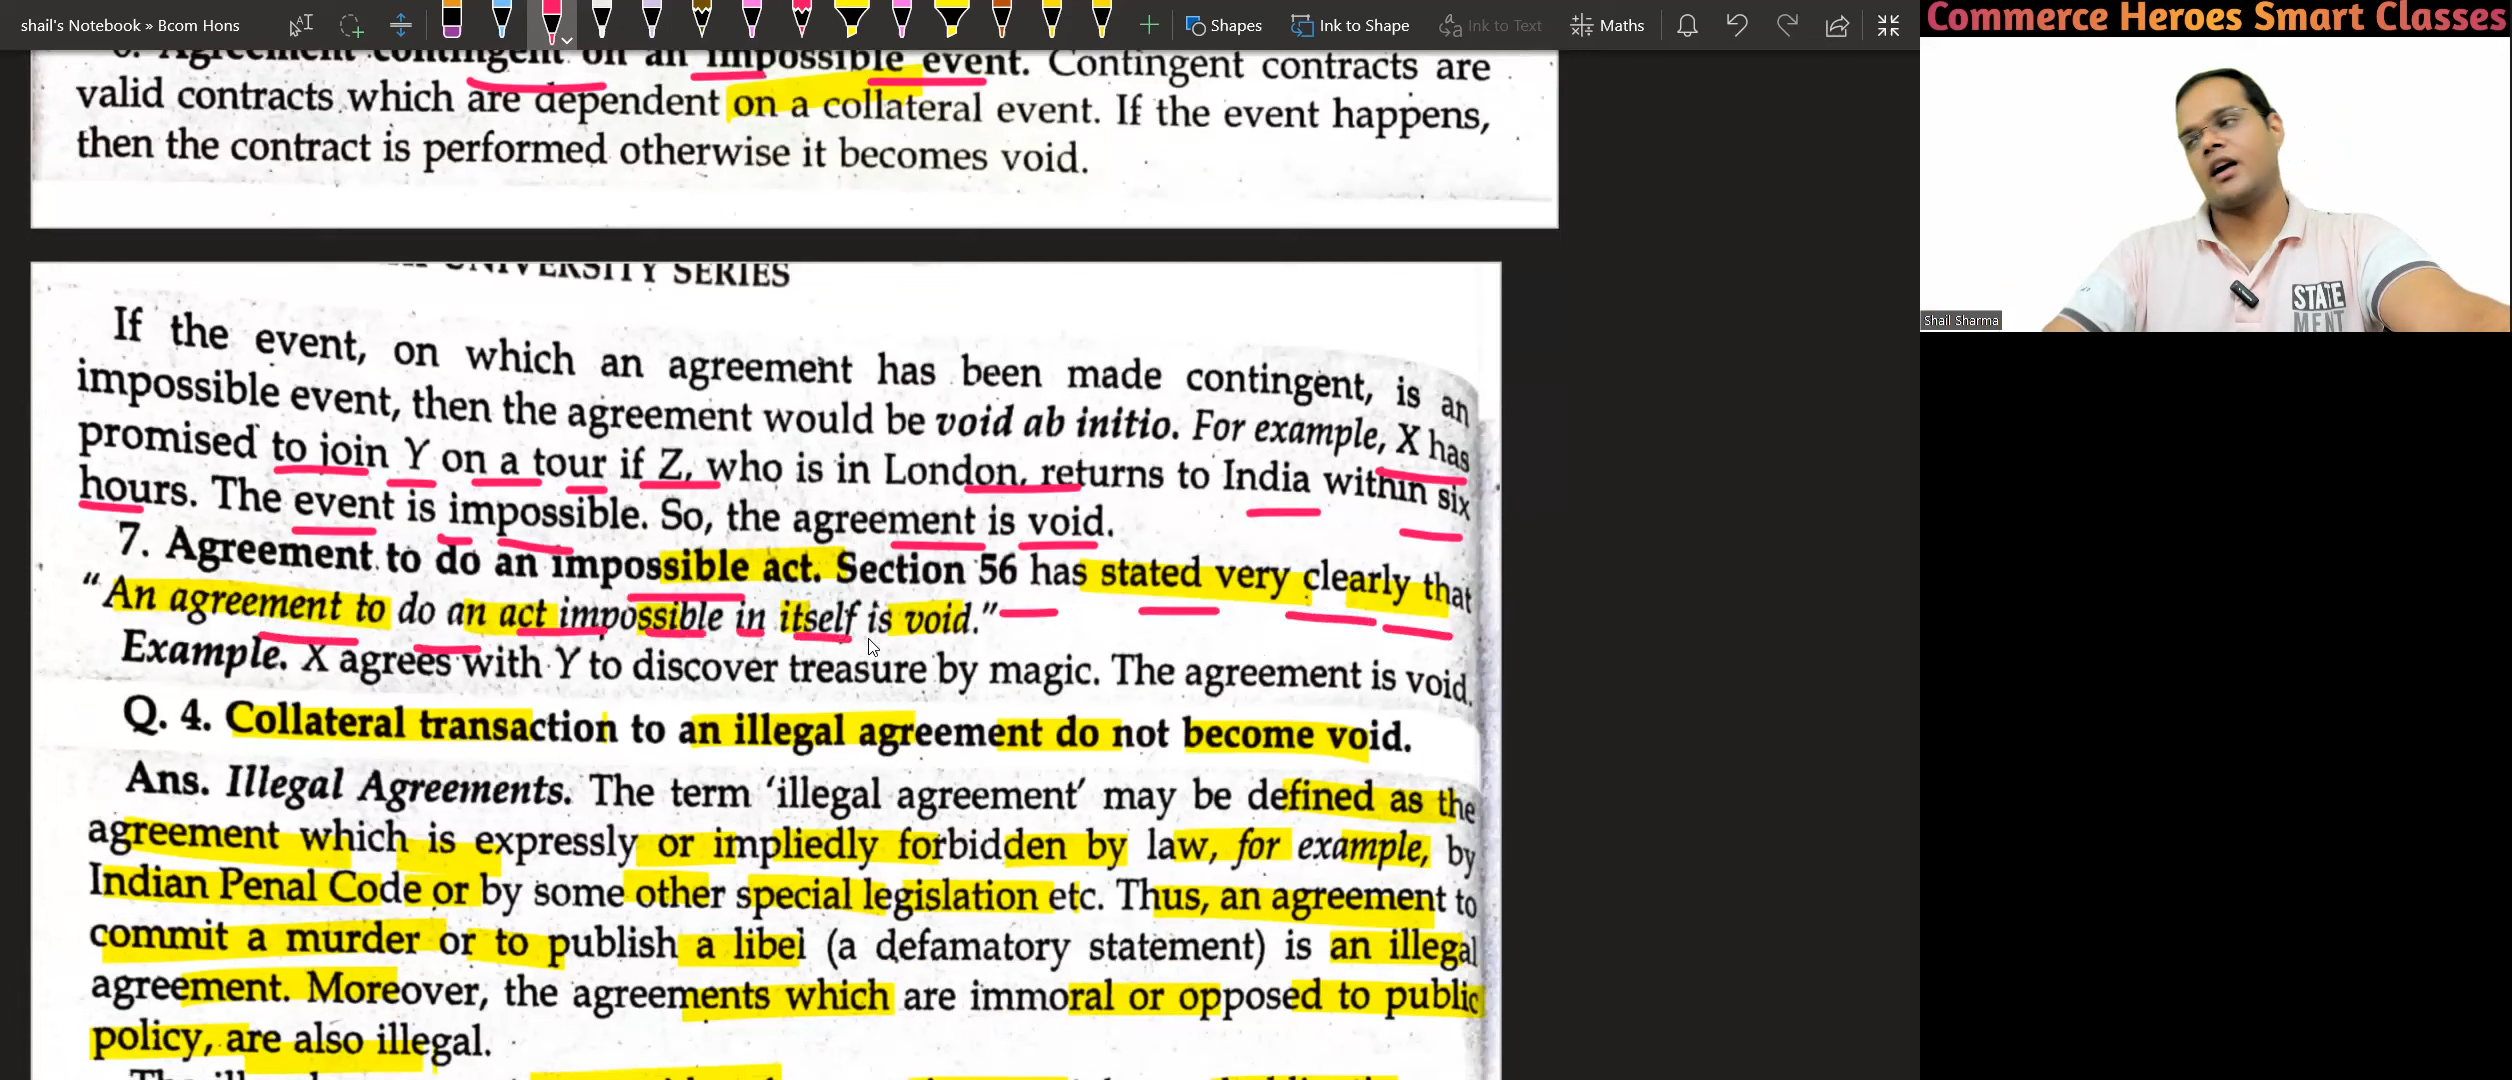 shail's Notebook » Bcom Hons
Shapes
Ink to Shape
Ink to Text
Maths
Commerce Heroes Smart Classes
Agreement contingent on an impossible event. Contingent contracts are
valid contracts which are dependent on a collateral event. If the event happens,
then the contract is performed otherwise it becomes void.
UNIVERSITY SERIES
If the event, on which an agreement has been made contingent, is an
impossible event, then the agreement would be void ab initio. For example, X has
promised to join Y on a tour if Z, who is in London, returns to India within six
hours. The event is impossible. So, the agreement is void.
7. Agreement to do an impossible act. Section 56 has stated very clearly that
“An agreement to do an act impossible in itself is void.”
Example. X agrees with Y to discover treasure by magic. The agreement is void.
Q. 4. Collateral transaction to an illegal agreement do not become void.
Ans. Illegal Agreements. The term ‘illegal agreement’ may be defined as the
agreement which is expressly or impliedly forbidden by law, for example, by
Indian Penal Code or by some other special legislation etc. Thus, an agreement to
commit a murder or to publish a libel (a defamatory statement) is an illegal
agreement. Moreover, the agreements which are immoral or opposed to public
policy, are also illegal.
STATE
MENT
Shail Sharma